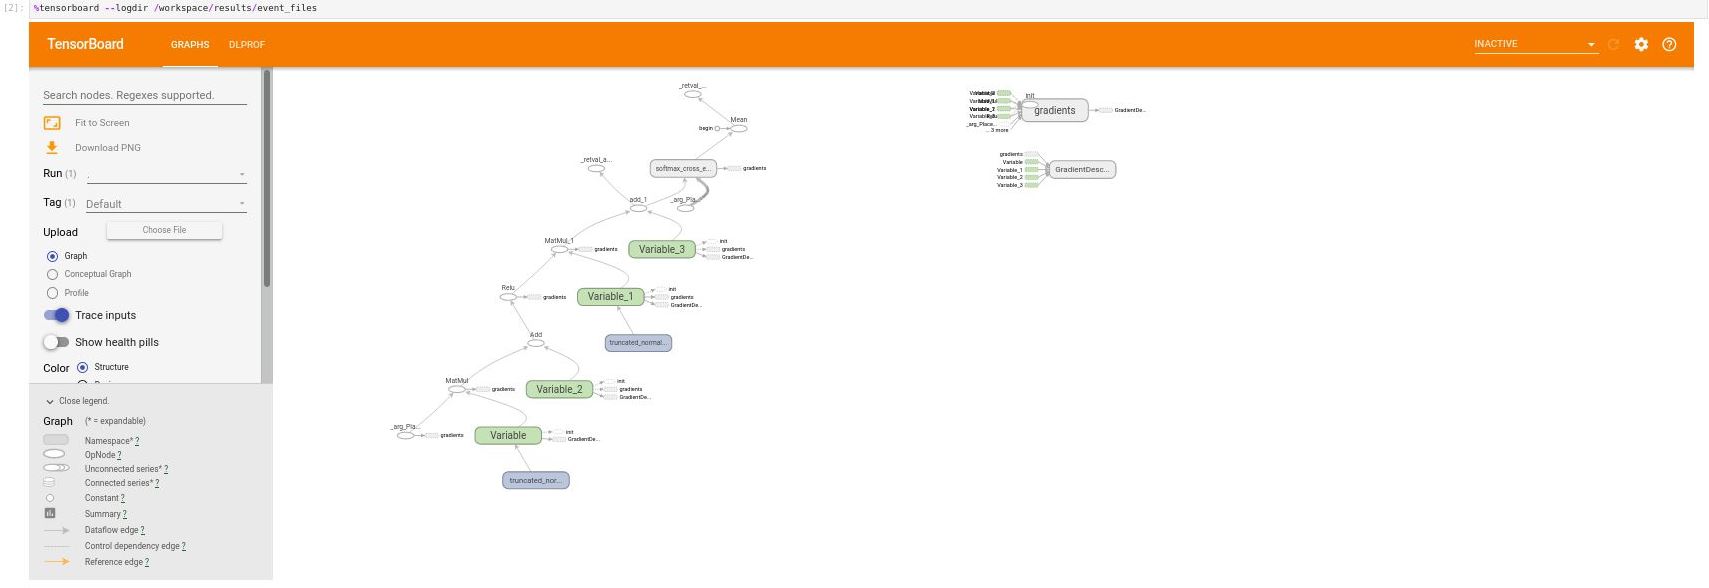 [2]: %tensorboard --logdir /workspace/results/event_files
TensorBoard GRAPHS DLPROF INACTIVE
Search nodes. Regexes supported.
Fit to Screen
Download PNG
Run (1) .
Tag (1) Default
Upload Choose File
Graph
Conceptual Graph
Profile
Trace inputs
Show health pills
Color Structure
Close legend.
Graph (* = expandable)
Namespace* ?
OpNode ?
Unconnected series* ?
Connected series* ?
Constant ?
Summary ?
Dataflow edge ?
Control dependency edge ?
Reference edge ?
_retval_...
Mean
begin
_retval_a...
softmax_cross_e...
gradients
add_1
_arg_Pla...
MatMul_1
gradients
Variable_3
init
gradients
GradientDe...
Relu
gradients
Variable_1
init
gradients
GradientDe...
Add
truncated_normal...
MatMul
gradients
Variable_2
init
gradients
GradientDe...
_arg_Pla...
gradients
Variable
init
GradientDe...
truncated_nor...
init
gradients
Variable_2
_arg_Place...
... 3 more
GradientDe...
gradients
Variable
Variable_1
Variable_2
Variable_3
GradientDesc...